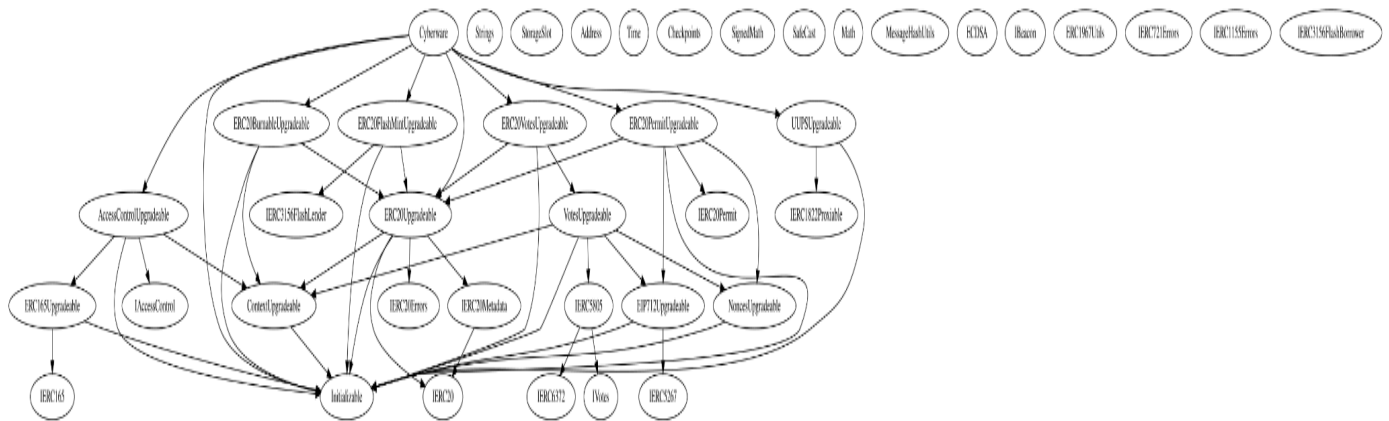 Cyberware
Strings
StorageSlot
Address
Time
Checkpoints
SignedMath
SafeCast
Math
MessageHashUtils
ECDSA
IBeacon
ERC1967Utils
IERC721Errors
IERC1155Errors
IERC3156FlashBorrower
ERC20BurnableUpgradeable
ERC20FlashMintUpgradeable
ERC20VotesUpgradeable
ERC20PermitUpgradeable
UUPSUpgradeable
AccessControlUpgradeable
IERC3156FlashLender
ERC20Upgradeable
VotesUpgradeable
IERC20Permit
IERC1822Proxiable
ERC165Upgradeable
IAccessControl
ContextUpgradeable
IERC20Errors
IERC20Metadata
IERC5805
EIP712Upgradeable
NoncesUpgradeable
IERC165
Initializable
IERC20
IERC6372
IVotes
IERC5267